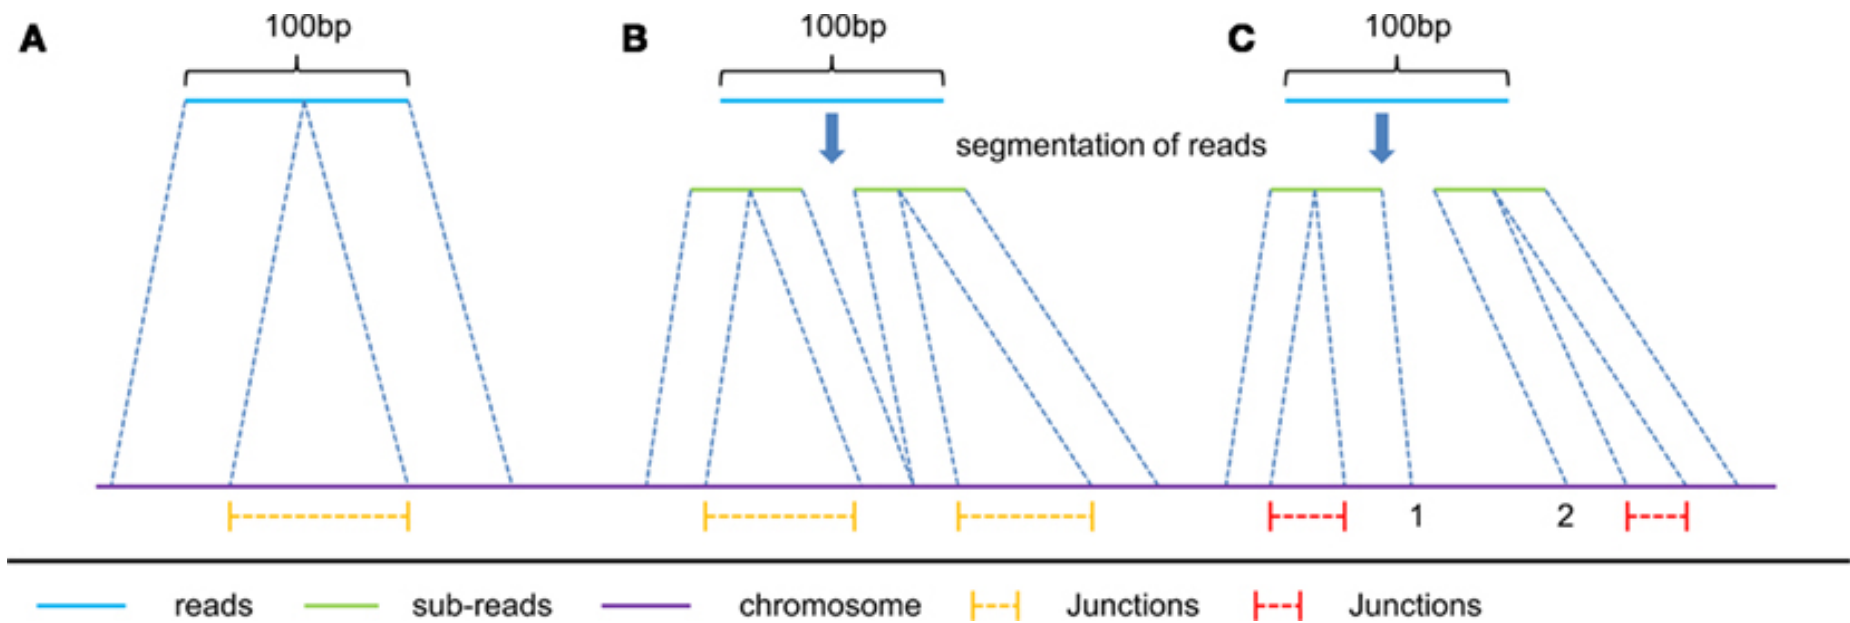 A 100bp B 100bp C 100bp
segmentation of reads
1 2
reads sub-reads chromosome Junctions Junctions